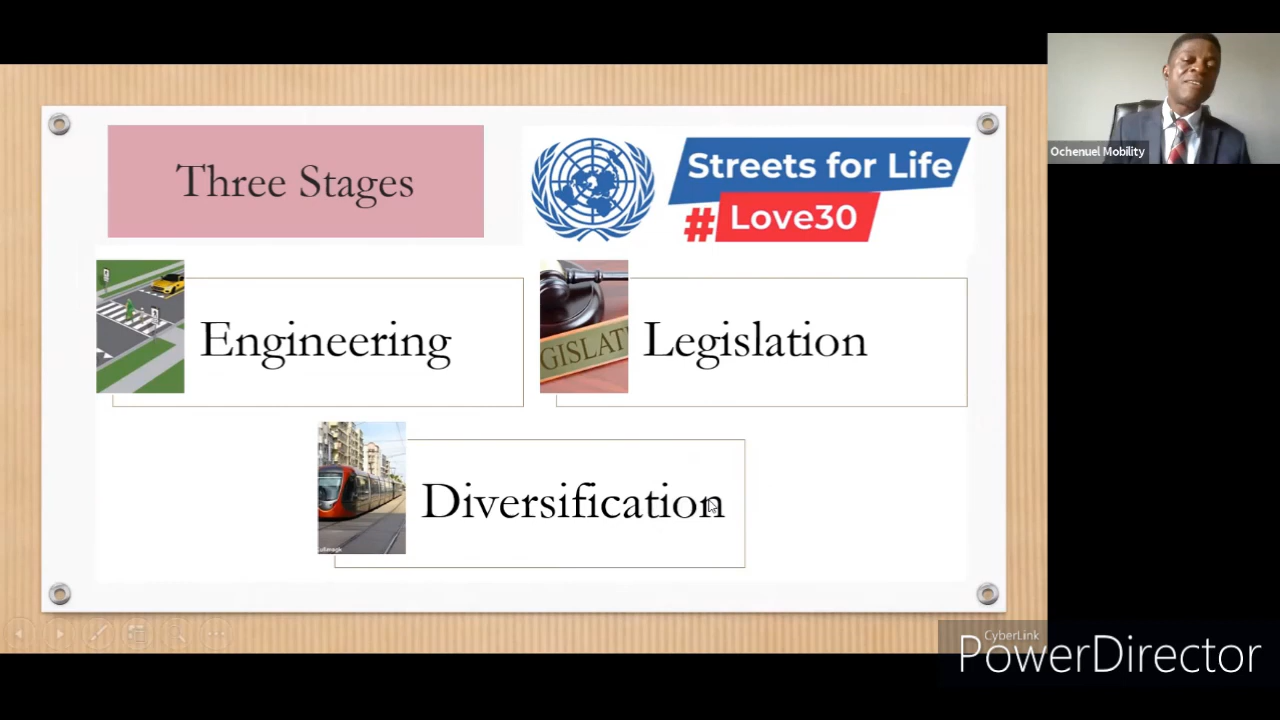 Three Stages
Streets for Life
#Love30
Ochenuel Mobility
Engineering
GISLAT
Legislation
Diversification
CyberLink
PowerDirector